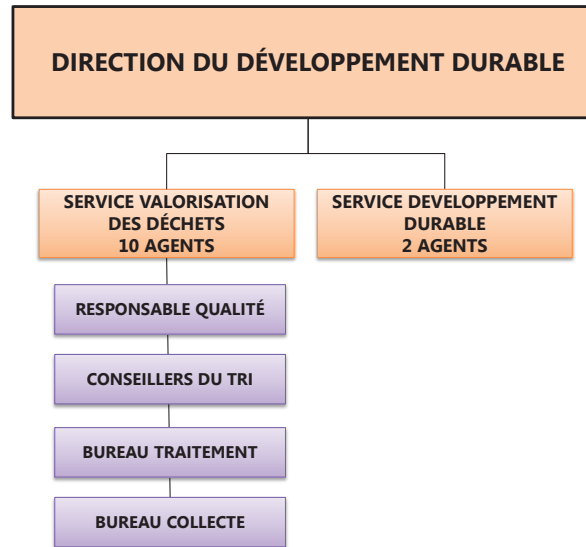 DIRECTION DU DÉVELOPPEMENT DURABLE
SERVICE VALORISATION
DES DÉCHETS
10 AGENTS
SERVICE DEVELOPPEMENT
DURABLE
2 AGENTS
RESPONSABLE QUALITÉ
CONSEILLERS DU TRI
BUREAU TRAITEMENT
BUREAU COLLECTE